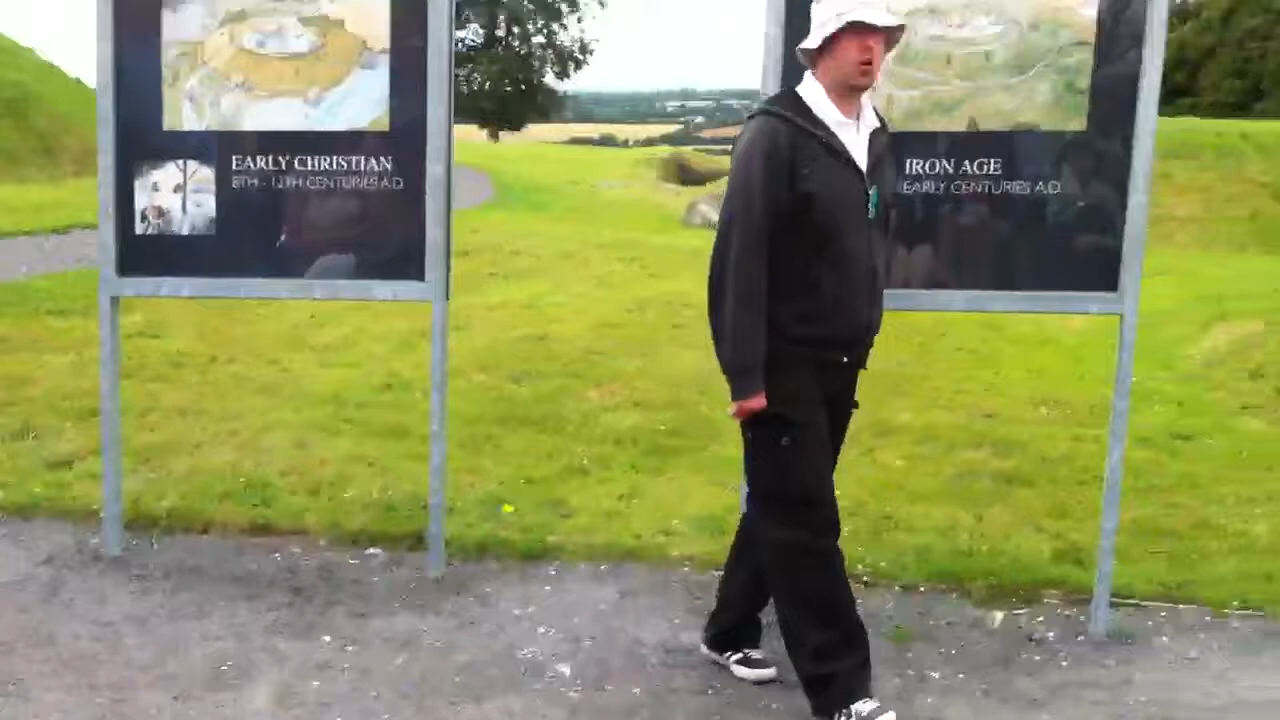 EARLY CHRISTIAN
8TH - 12TH CENTURIES A.D.
IRON AGE
EARLY CENTURIES A.D.